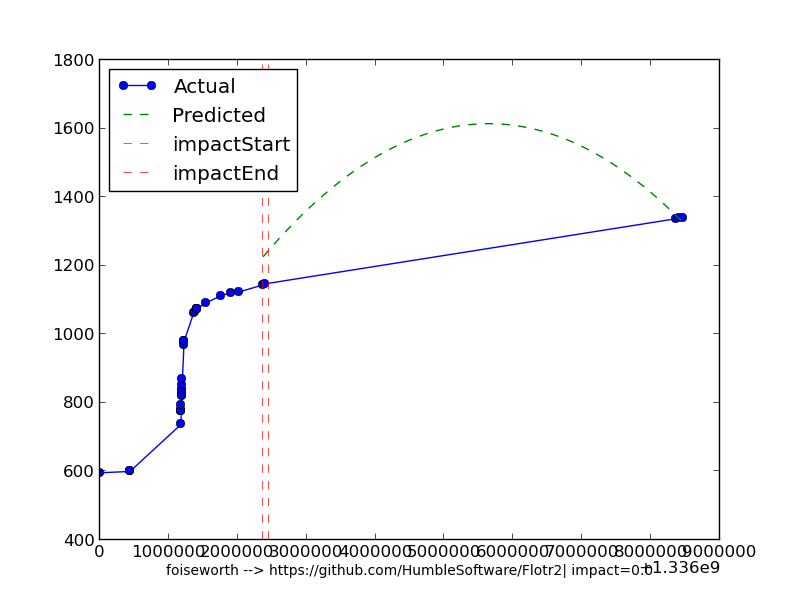 1800
1600
1400
1200
1000
800
600
400
Actual
Predicted
impactStart
impactEnd
0 1000000 2000000 3000000 4000000 5000000 6000000 7000000 8000000 9000000
+1.336e9
foiseworth --> https://github.com/HumbleSoftware/Flotr2| impact=0.0